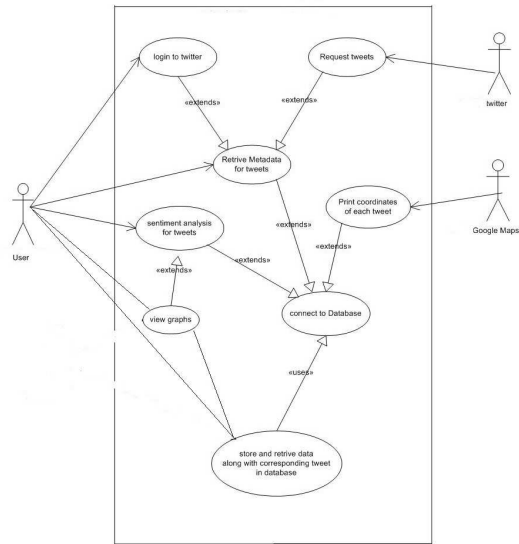 login to twitter
Request tweets
twitter
«extends»
«extends»
Retrive Metadata
for tweets
Print coordinates
of each tweet
Google Maps
User
sentiment analysis
for tweets
«extends»
«extends»
«extends»
«extends»
view graphs
connect to Database
«uses»
store and retrive data
along with corresponding tweet
in database